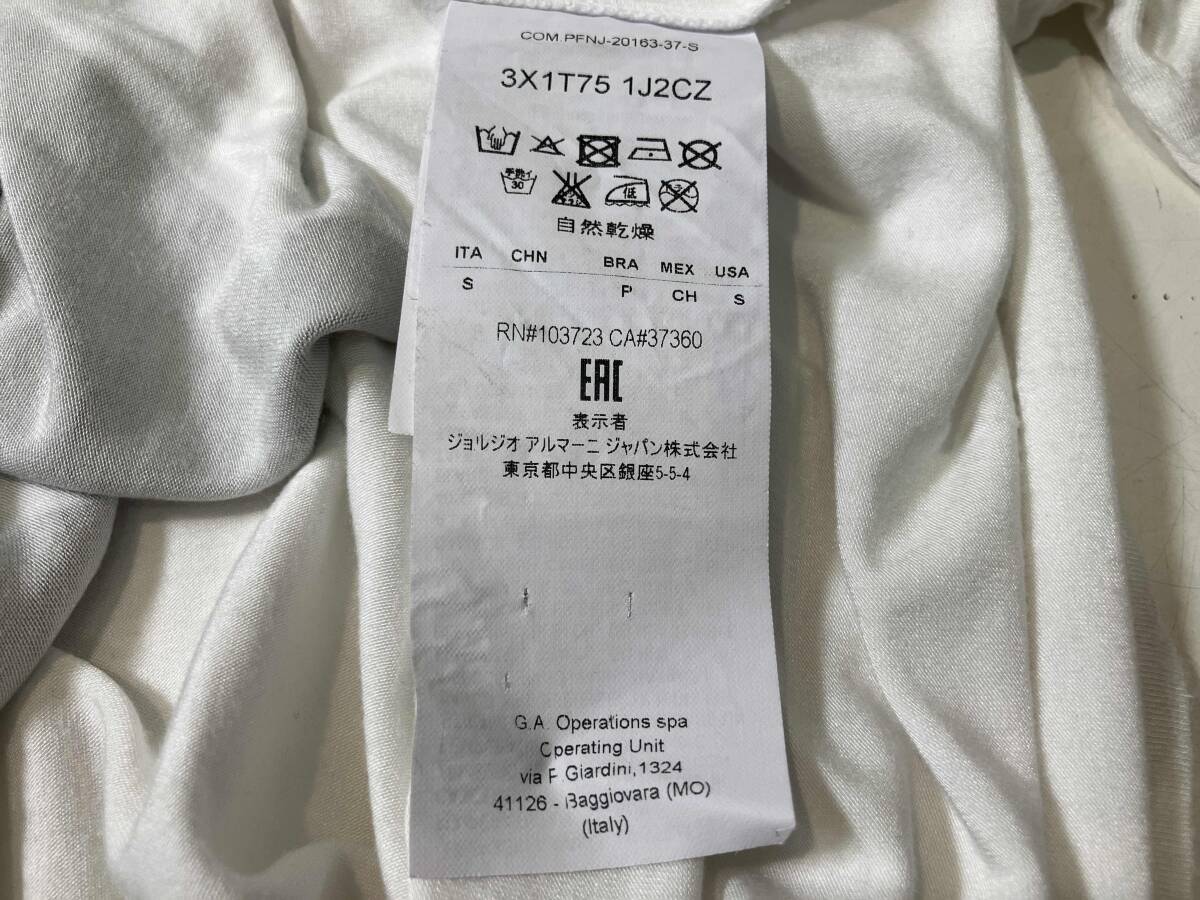 COM.PFNJ-20163-37-S
3X1T75 1J2CZ
手洗イ
30
低
自然乾燥
ITA CHN BRA MEX USA
S P CH S
RN#103723 CA#37360
EAC
表示者
ジョルジオ アルマーニ ジャパン株式会社
東京都中央区銀座5-5-4
G.A. Operations spa
Operating Unit
via P.Giardini,1324
41126 - Baggiovara (MO)
(Italy)